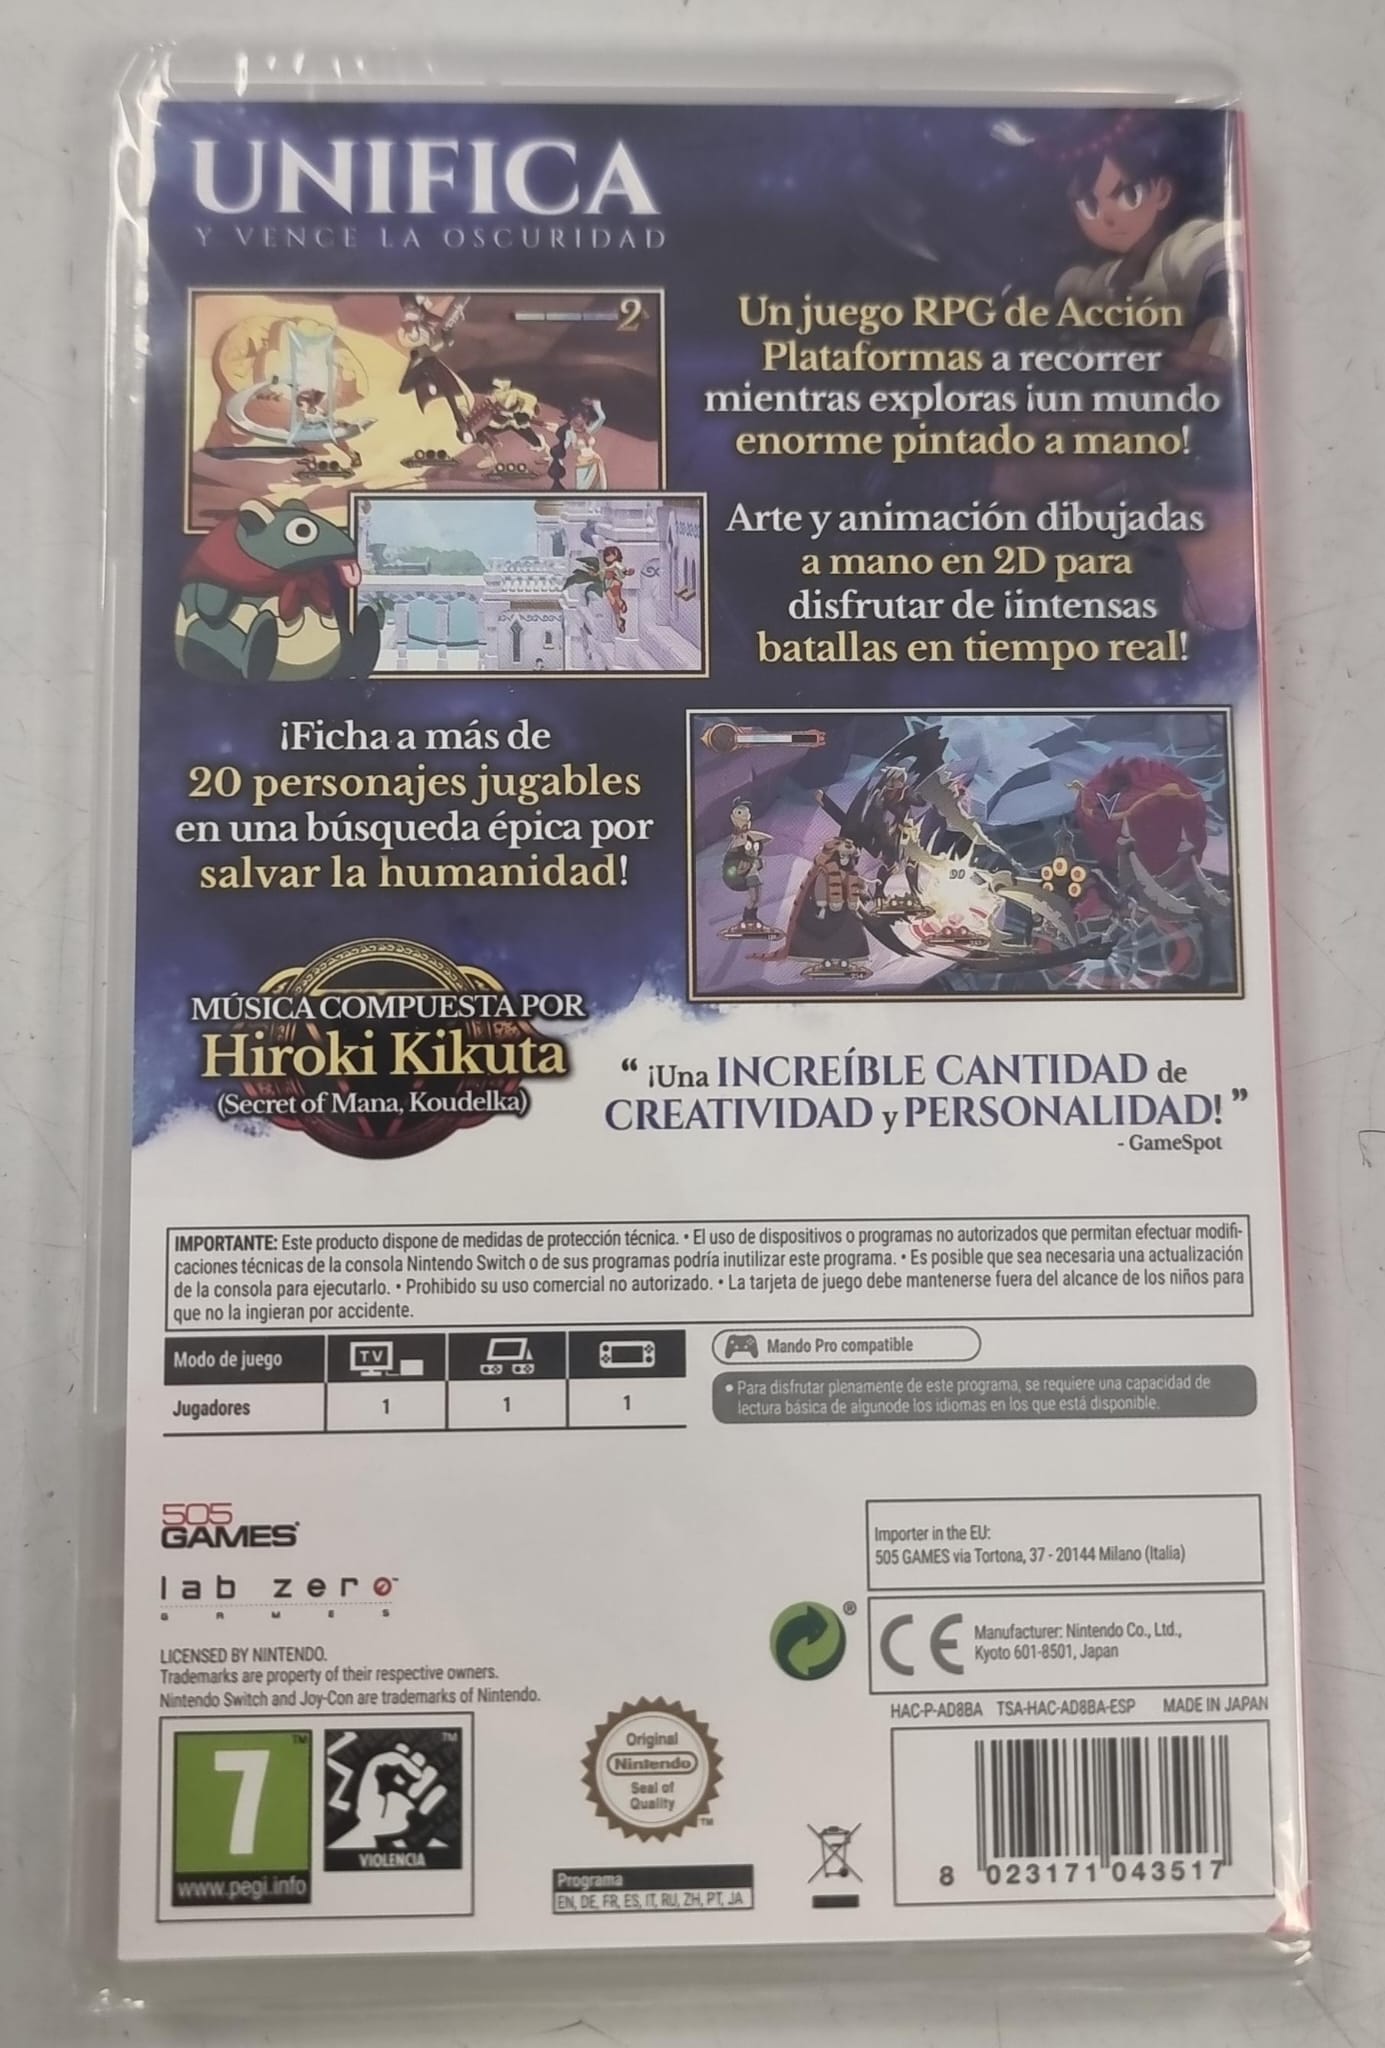 UNIFICA
Y VENCE LA OSCURIDAD
2
Un juego RPG de Acción
Plataformas a recorrer
mientras exploras ¡un mundo
enorme pintado a mano!
Arte y animación dibujadas
a mano en 2D para
disfrutar de ¡intensas
batallas en tiempo real!
¡Ficha a más de
20 personajes jugables
en una búsqueda épica por
salvar la humanidad!
90
MÚSICA COMPUESTA POR
Hiroki Kikuta
(Secret of Mana, Koudelka)
“ ¡Una INCREÍBLE CANTIDAD de
CREATIVIDAD y PERSONALIDAD! ”
- GameSpot
IMPORTANTE: Este producto dispone de medidas de protección técnica. • El uso de dispositivos o programas no autorizados que permitan efectuar modifi-
caciones técnicas de la consola Nintendo Switch o de sus programas podría inutilizar este programa. • Es posible que sea necesaria una actualización
de la consola para ejecutarlo. • Prohibido su uso comercial no autorizado. • La tarjeta de juego debe mantenerse fuera del alcance de los niños para
que no la ingieran por accidente.
Modo de juego TV
Jugadores 1 1 1
Mando Pro compatible
• Para disfrutar plenamente de este programa, se requiere una capacidad de
lectura básica de algunode los idiomas en los que está disponible.
505
GAMES
lab zero™
GAMES
LICENSED BY NINTENDO.
Trademarks are property of their respective owners.
Nintendo Switch and Joy-Con are trademarks of Nintendo.
Importer in the EU:
505 GAMES via Tortona, 37 - 20144 Milano (Italia)
®
CE
Manufacturer: Nintendo Co., Ltd.,
Kyoto 601-8501, Japan
HAC-P-AD8BA TSA-HAC-AD8BA-ESP MADE IN JAPAN
7 ™
www.pegi.info
™
VIOLENCIA
Original
Nintendo
Seal of
Quality
™
Programa
EN, DE, FR, ES, IT, RU, ZH, PT, JA
8 023171 043517